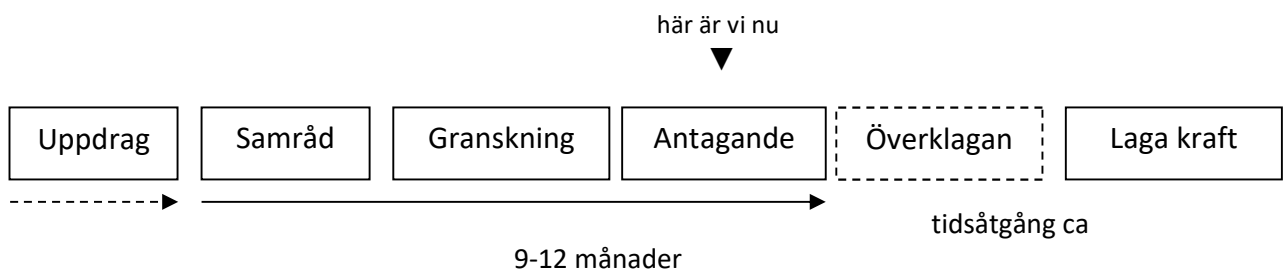 här är vi nu
Uppdrag Samråd Granskning Antagande Överklagan Laga kraft
tidsåtgång ca
9-12 månader